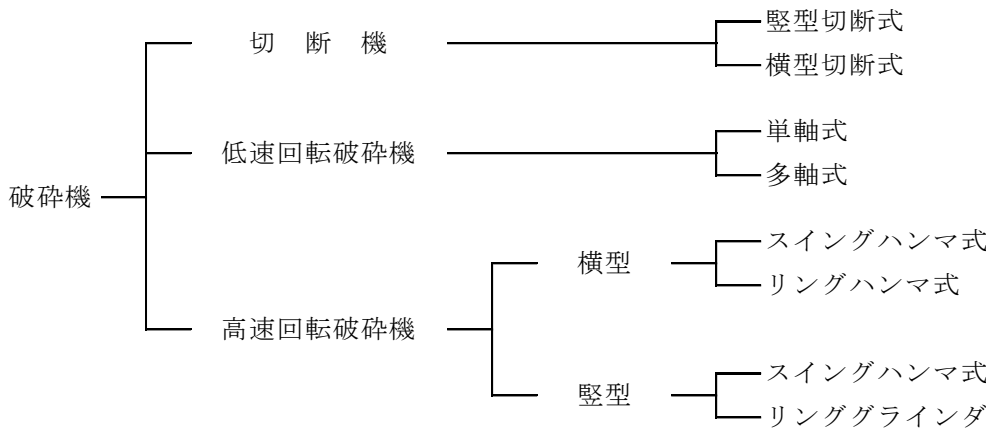 破砕機
切断機
竪型切断式
横型切断式
低速回転破砕機
単軸式
多軸式
高速回転破砕機
横型
スイングハンマ式
リングハンマ式
竪型
スイングハンマ式
リンググラインダ